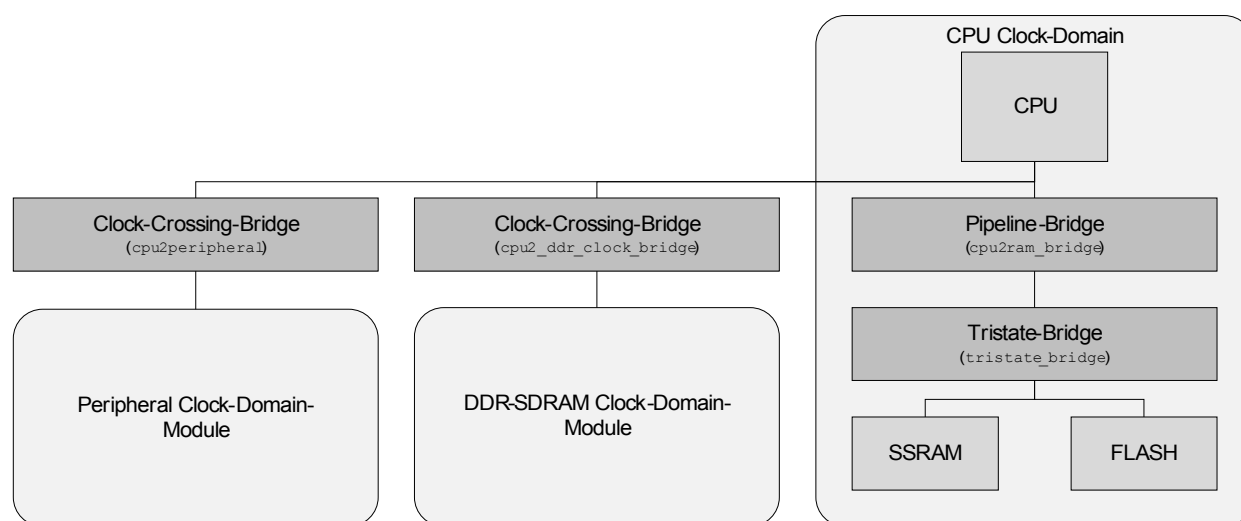 CPU Clock-Domain
CPU
Clock-Crossing-Bridge
(cpu2peripheral)
Clock-Crossing-Bridge
(cpu2_ddr_clock_bridge)
Pipeline-Bridge
(cpu2ram_bridge)
Tristate-Bridge
(tristate_bridge)
Peripheral Clock-Domain-
Module
DDR-SDRAM Clock-Domain-
Module
SSRAM
FLASH